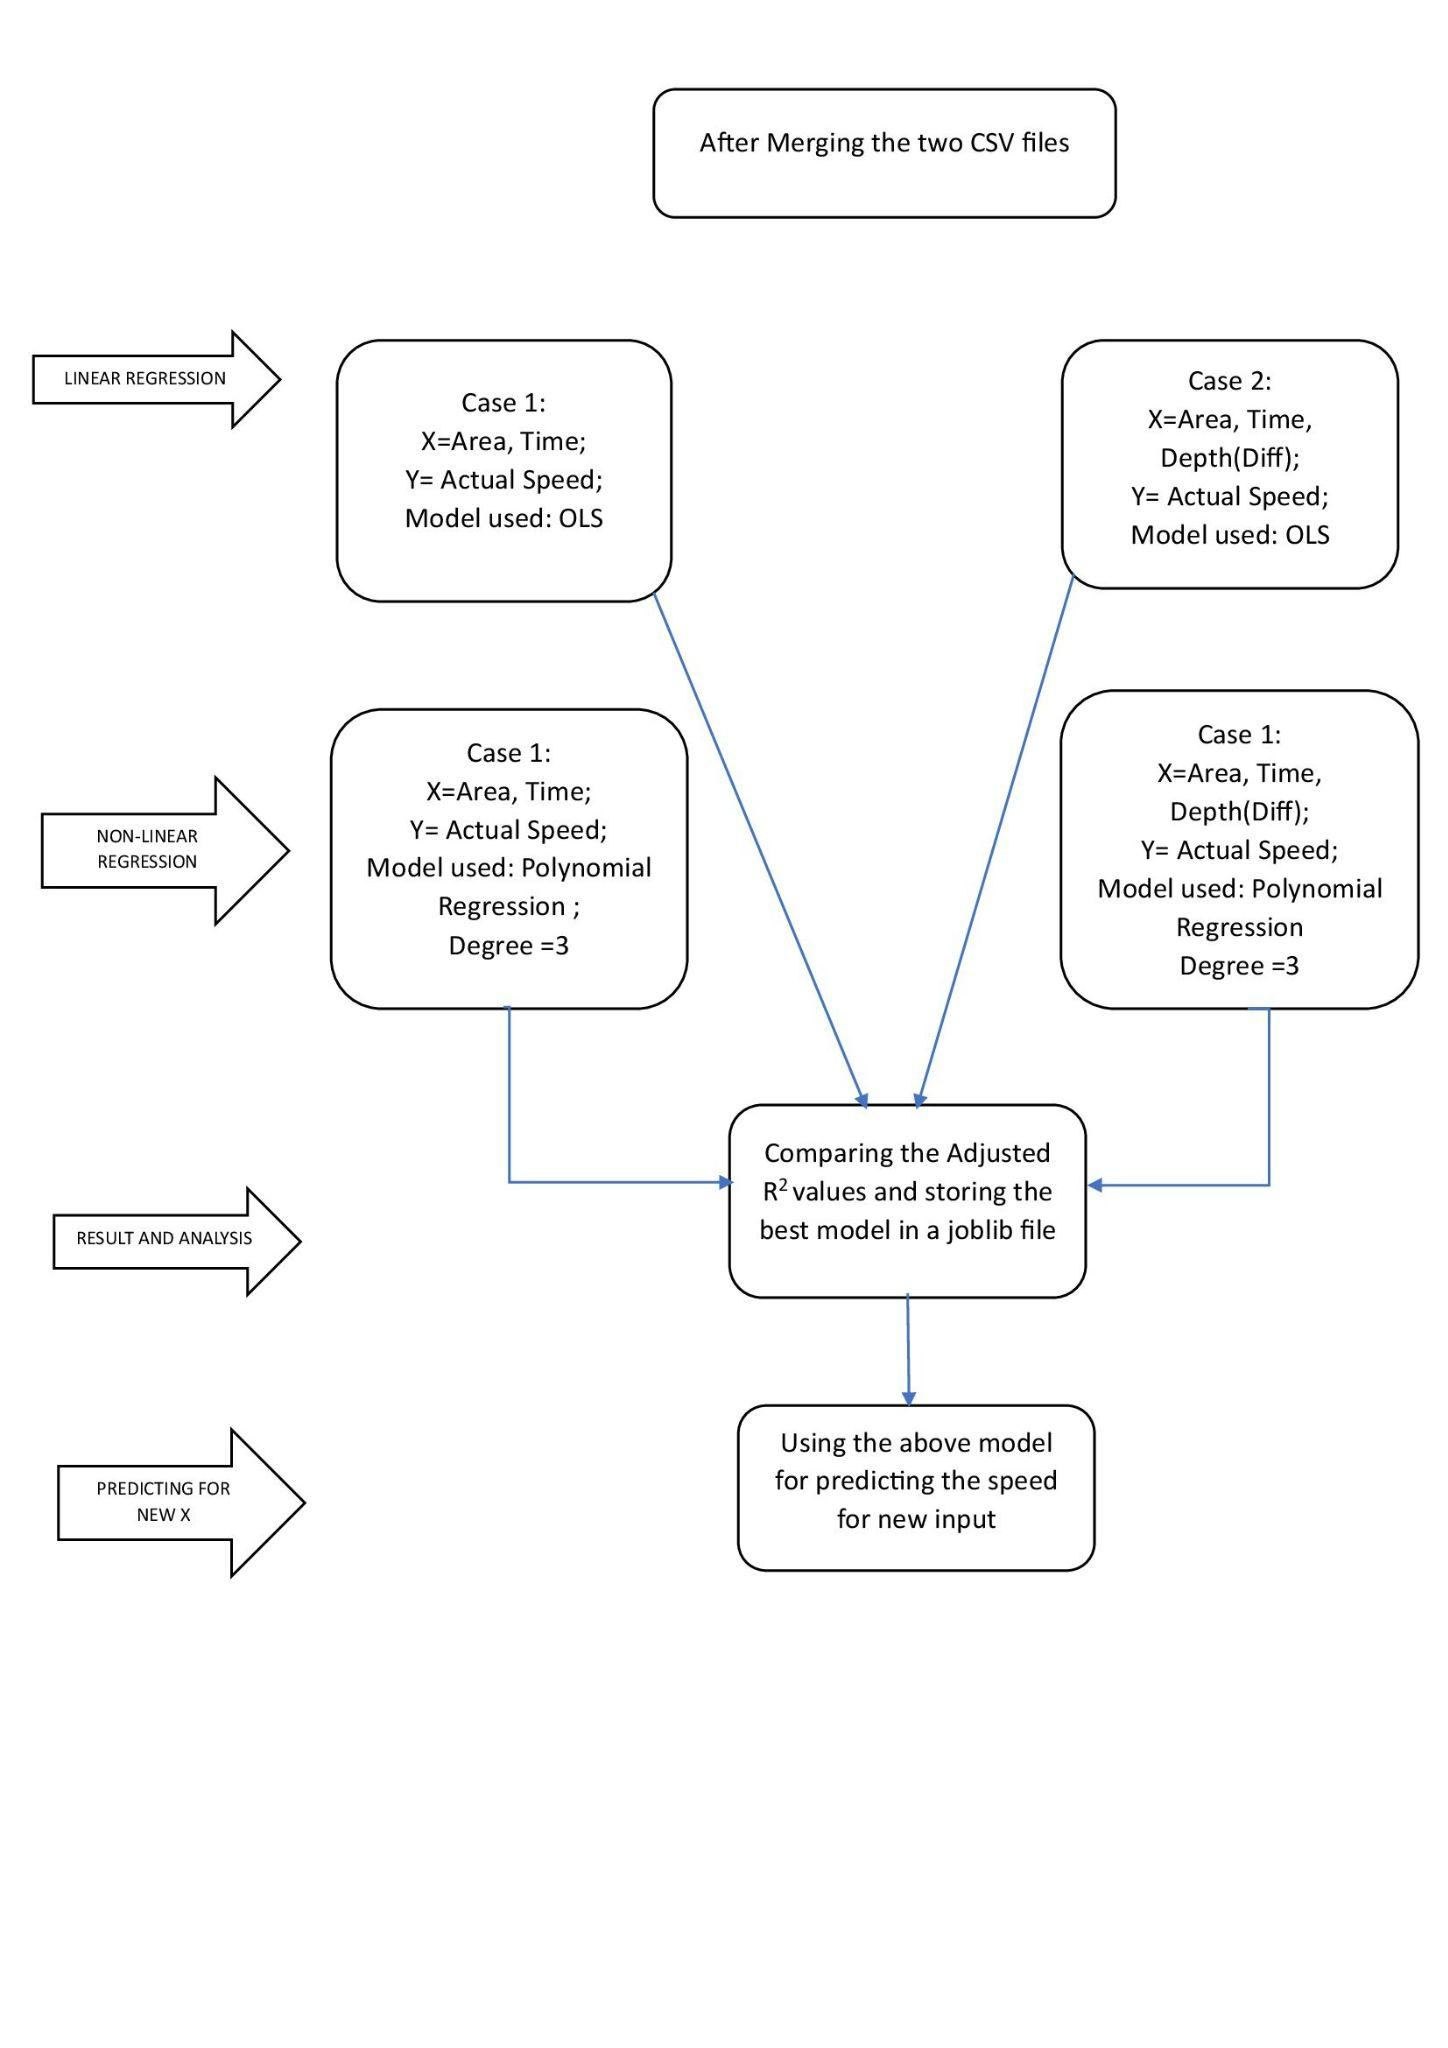 After Merging the two CSV files
LINEAR REGRESSION
Case 1:
X=Area, Time;
Y= Actual Speed;
Model used: OLS
Case 2:
X=Area, Time,
Depth(Diff);
Y= Actual Speed;
Model used: OLS
NON-LINEAR
REGRESSION
Case 1:
X=Area, Time;
Y= Actual Speed;
Model used: Polynomial
Regression ;
Degree =3
Case 1:
X=Area, Time,
Depth(Diff);
Y= Actual Speed;
Model used: Polynomial
Regression
Degree =3
RESULT AND ANALYSIS
Comparing the Adjusted
R² values and storing the
best model in a joblib file
PREDICTING FOR
NEW X
Using the above model
for predicting the speed
for new input